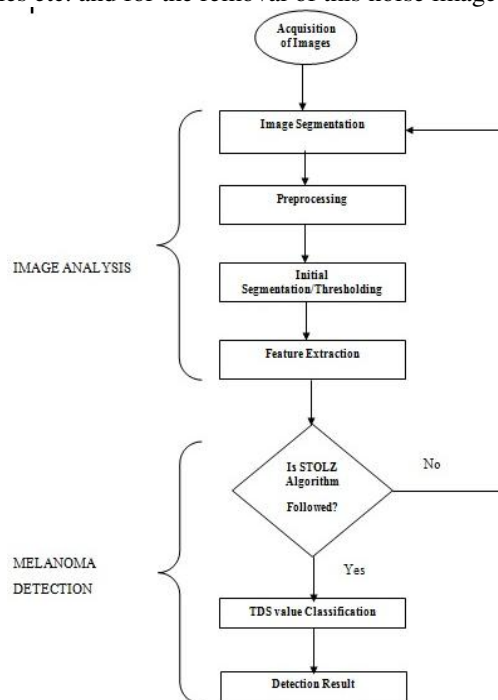 etc. and for the removal of this noise image
Acquisition
of Images
Image Segmentation
Preprocessing
IMAGE ANALYSIS
Initial
Segmentation/Thresholding
Feature Extraction
Is STOLZ
Algorithm
Followed?
No
Yes
MELANOMA
DETECTION
TDS value Classification
Detection Result